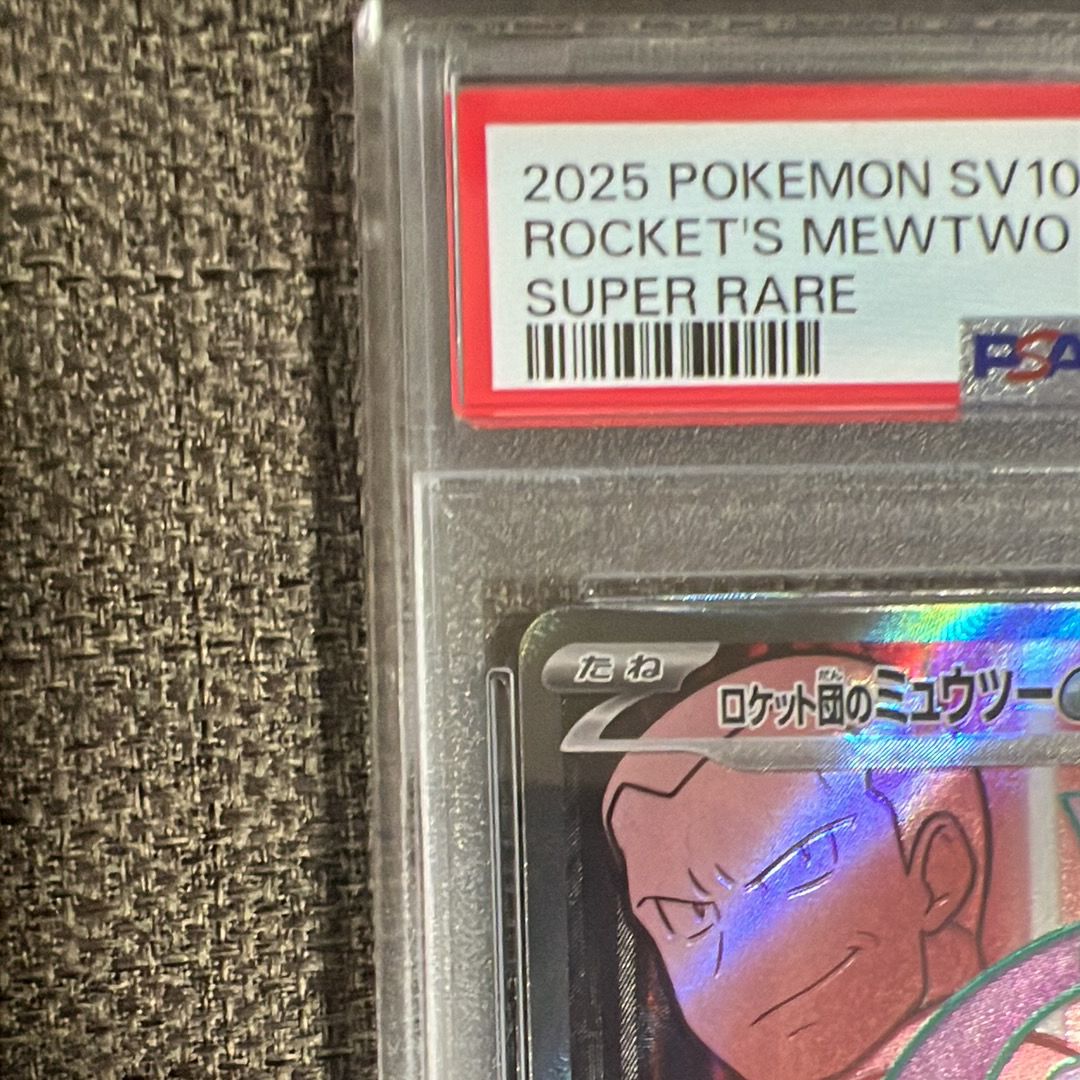 2025 POKEMON SV10
ROCKET'S MEWTWO
SUPER RARE
PSA
たね
ロケット団のミュウツー